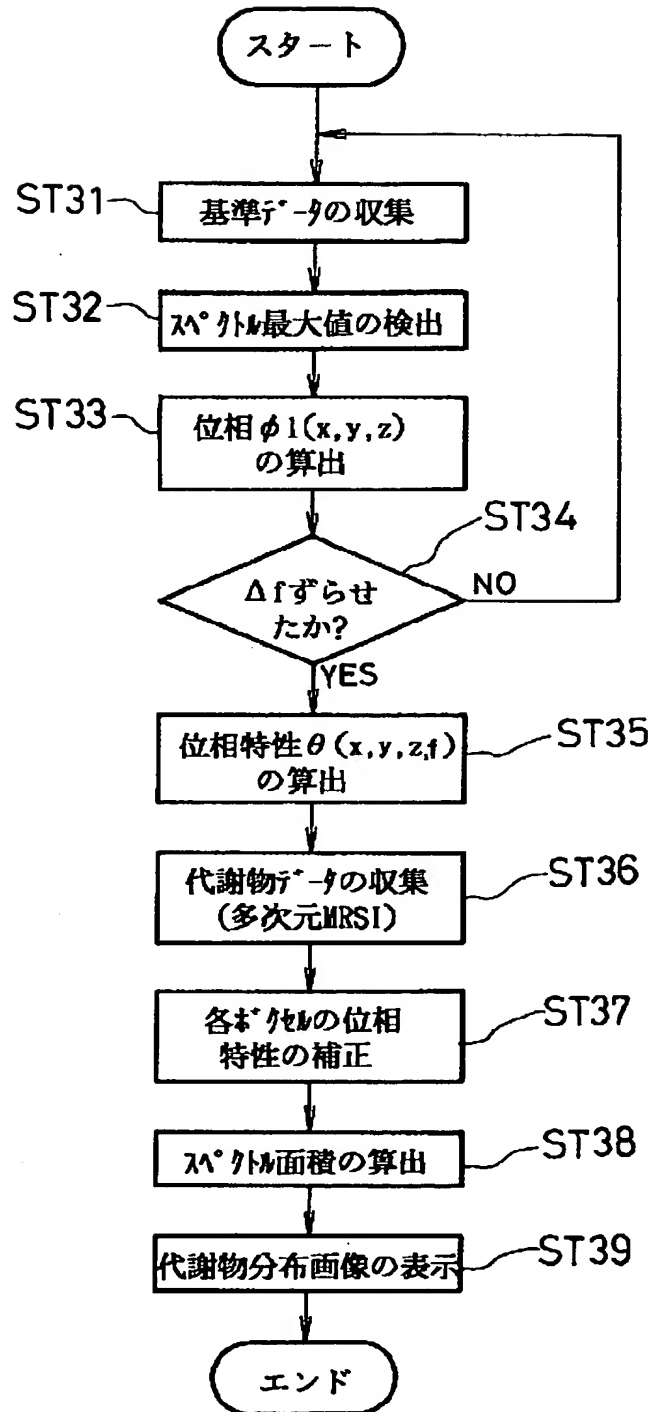 スタート
ST31
基準ﾃﾞｰﾀの収集
ST32
ｽﾍﾟｸﾄﾙ最大値の検出
ST33
位相φ1(x,y,z)
の算出
ST34
Δfずらせ
たか?
NO
YES
位相特性θ(x,y,z,f)
の算出
ST35
代謝物ﾃﾞｰﾀの収集
(多次元MRSI)
ST36
各ﾎﾞｸｾﾙの位相
特性の補正
ST37
ｽﾍﾟｸﾄﾙ面積の算出
ST38
代謝物分布画像の表示
ST39
エンド